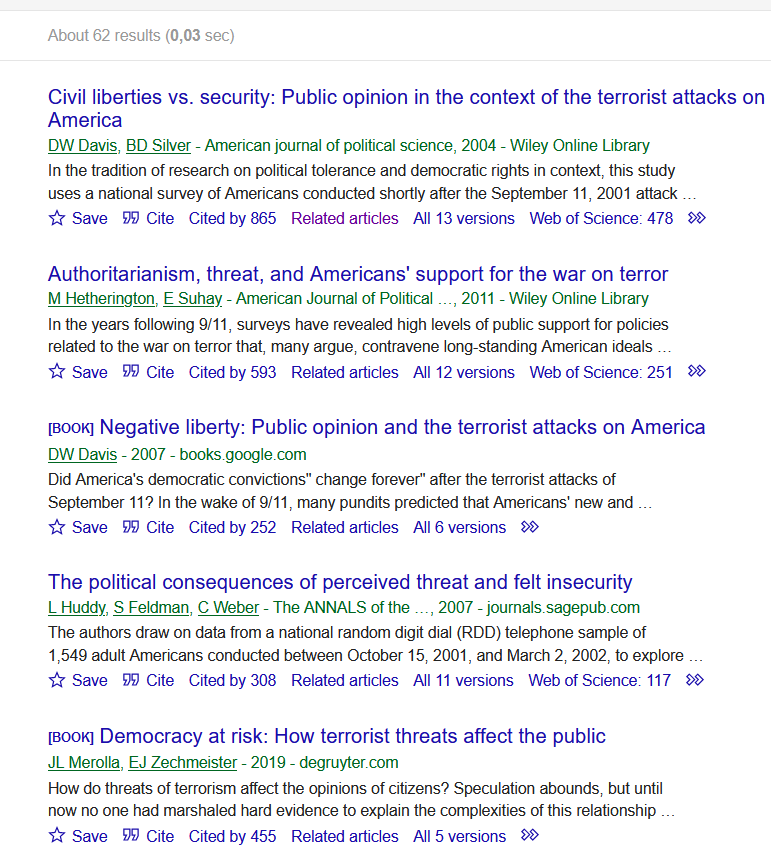 About 62 results (0,03 sec)
Civil liberties vs. security: Public opinion in the context of the terrorist attacks on
America
DW Davis, BD Silver - American journal of political science, 2004 - Wiley Online Library
In the tradition of research on political tolerance and democratic rights in context, this study
uses a national survey of Americans conducted shortly after the September 11, 2001 attack …
Save Cite Cited by 865 Related articles All 13 versions Web of Science: 478
Authoritarianism, threat, and Americans' support for the war on terror
M Hetherington, E Suhay - American Journal of Political …, 2011 - Wiley Online Library
In the years following 9/11, surveys have revealed high levels of public support for policies
related to the war on terror that, many argue, contravene long-standing American ideals …
Save Cite Cited by 593 Related articles All 12 versions Web of Science: 251
[BOOK] Negative liberty: Public opinion and the terrorist attacks on America
DW Davis - 2007 - books.google.com
Did America's democratic convictions" change forever" after the terrorist attacks of
September 11? In the wake of 9/11, many pundits predicted that Americans' new and …
Save Cite Cited by 252 Related articles All 6 versions
The political consequences of perceived threat and felt insecurity
L Huddy, S Feldman, C Weber - The ANNALS of the …, 2007 - journals.sagepub.com
The authors draw on data from a national random digit dial (RDD) telephone sample of
1,549 adult Americans conducted between October 15, 2001, and March 2, 2002, to explore …
Save Cite Cited by 308 Related articles All 11 versions Web of Science: 117
[BOOK] Democracy at risk: How terrorist threats affect the public
JL Merolla, EJ Zechmeister - 2019 - degruyter.com
How do threats of terrorism affect the opinions of citizens? Speculation abounds, but until
now no one had marshaled hard evidence to explain the complexities of this relationship …
Save Cite Cited by 455 Related articles All 5 versions